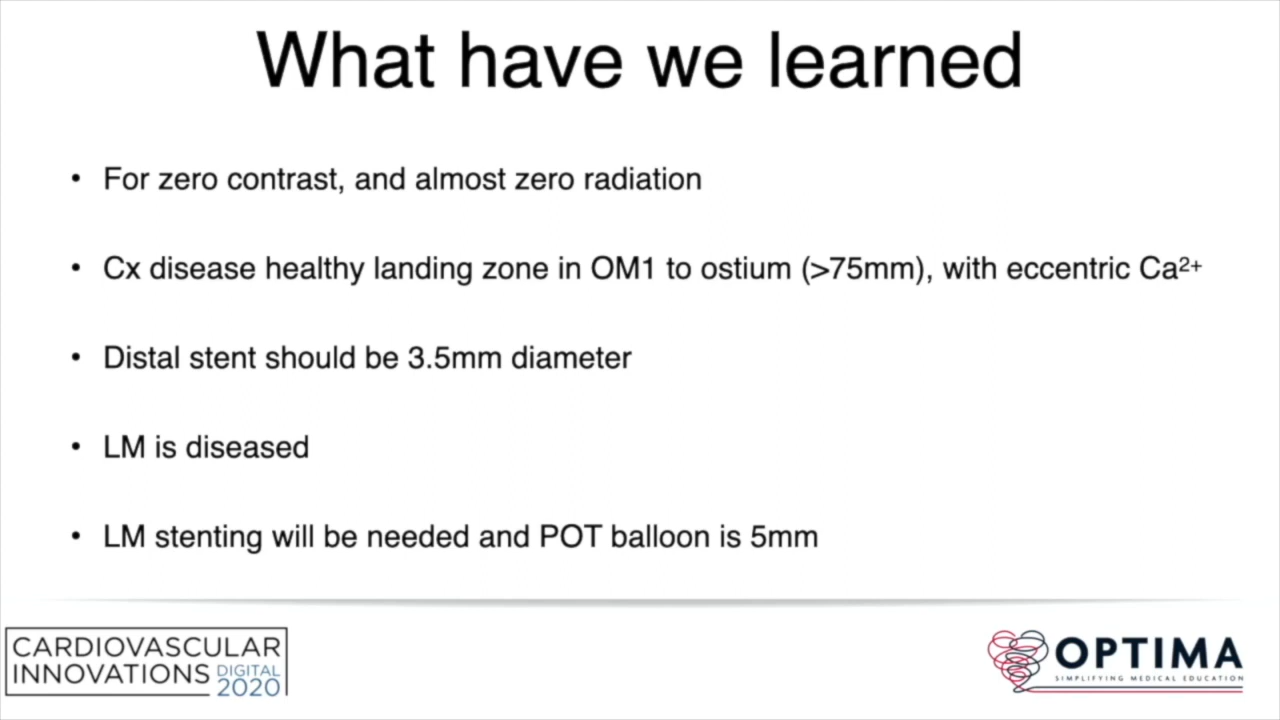 What have we learned
• For zero contrast, and almost zero radiation
• Cx disease healthy landing zone in OM1 to ostium (>75mm), with eccentric Ca²⁺
• Distal stent should be 3.5mm diameter
• LM is diseased
• LM stenting will be needed and POT balloon is 5mm
CARDIOVASCULAR
INNOVATIONS DIGITAL
2020
OPTIMA
SIMPLIFYING MEDICAL EDUCATION